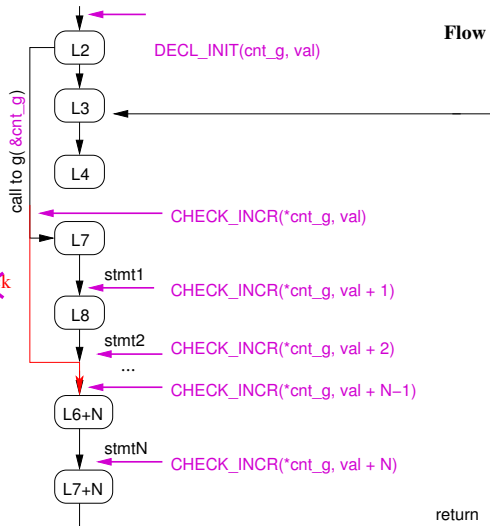 Flow
L2
DECL_INIT(cnt_g, val)
L3
call to g( &cnt_g)
L4
CHECK_INCR(*cnt_g, val)
L7
k
stmt1
CHECK_INCR(*cnt_g, val + 1)
L8
stmt2
CHECK_INCR(*cnt_g, val + 2)
...
CHECK_INCR(*cnt_g, val + N-1)
L6+N
stmtN
CHECK_INCR(*cnt_g, val + N)
L7+N
return